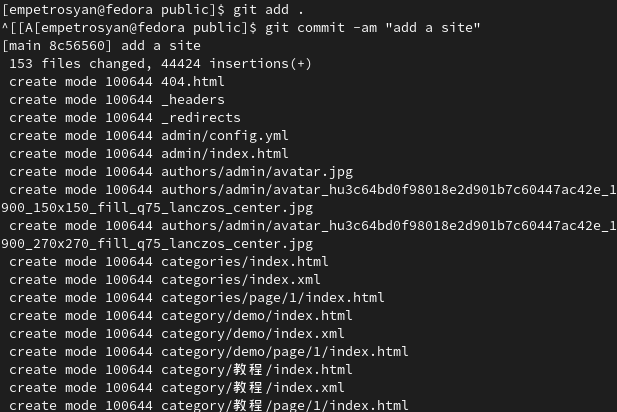 [empetrosyan@fedora public]$ git add .
^[[A[empetrosyan@fedora public]$ git commit -am "add a site"
[main 8c56560] add a site
 153 files changed, 44424 insertions(+)
 create mode 100644 404.html
 create mode 100644 _headers
 create mode 100644 _redirects
 create mode 100644 admin/config.yml
 create mode 100644 admin/index.html
 create mode 100644 authors/admin/avatar.jpg
 create mode 100644 authors/admin/avatar_hu3c64bd0f98018e2d901b7c60447ac42e_1
900_150x150_fill_q75_lanczos_center.jpg
 create mode 100644 authors/admin/avatar_hu3c64bd0f98018e2d901b7c60447ac42e_1
900_270x270_fill_q75_lanczos_center.jpg
 create mode 100644 categories/index.html
 create mode 100644 categories/index.xml
 create mode 100644 categories/page/1/index.html
 create mode 100644 category/demo/index.html
 create mode 100644 category/demo/index.xml
 create mode 100644 category/demo/page/1/index.html
 create mode 100644 category/教程/index.html
 create mode 100644 category/教程/index.xml
 create mode 100644 category/教程/page/1/index.html